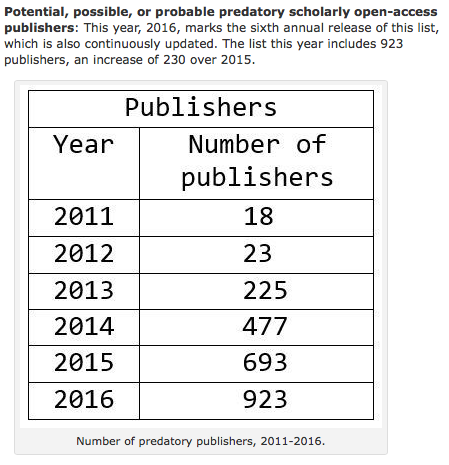 Potential, possible, or probable predatory scholarly open-access
publishers: This year, 2016, marks the sixth annual release of this list,
which is also continuously updated. The list this year includes 923
publishers, an increase of 230 over 2015.
Publishers
Year Number of
publishers
2011 18
2012 23
2013 225
2014 477
2015 693
2016 923
Number of predatory publishers, 2011-2016.